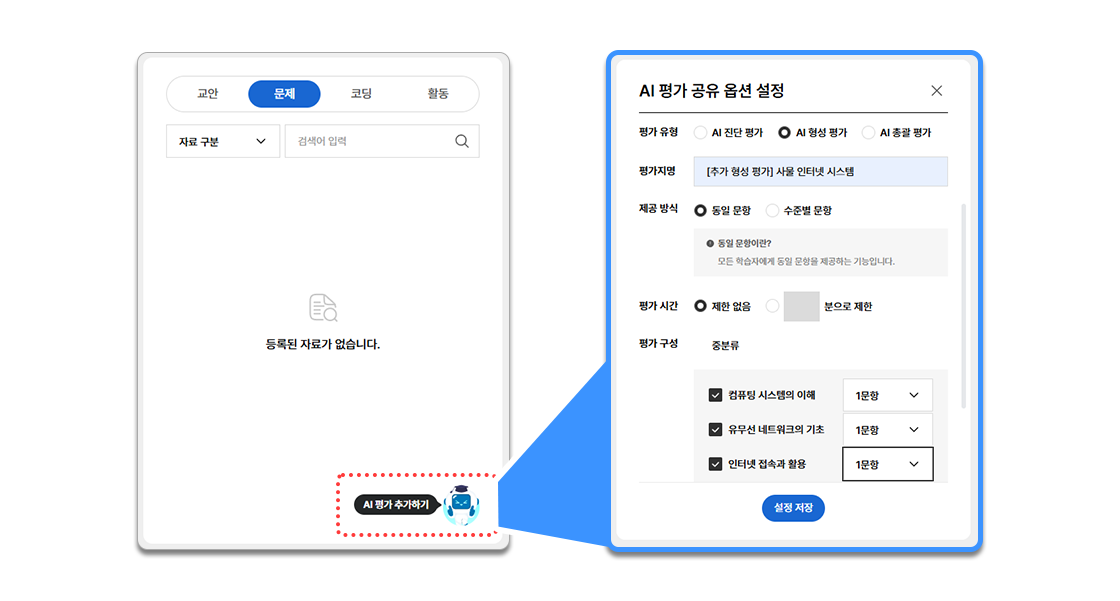 교안 문제 코딩 활동
자료 구분 검색어 입력
등록된 자료가 없습니다.
AI 평가 추가하기
AI 평가 공유 옵션 설정
평가 유형 AI 진단 평가 AI 형성 평가 AI 총괄 평가
평가지명 [추가 형성 평가] 사물 인터넷 시스템
제공 방식 동일 문항 수준별 문항
동일 문항이란?
모든 학습자에게 동일 문항을 제공하는 기능입니다.
평가 시간 제한 없음 분으로 제한
평가 구성 중분류
컴퓨팅 시스템의 이해 1문항
유무선 네트워크의 기초 1문항
인터넷 접속과 활용 1문항
설정 저장